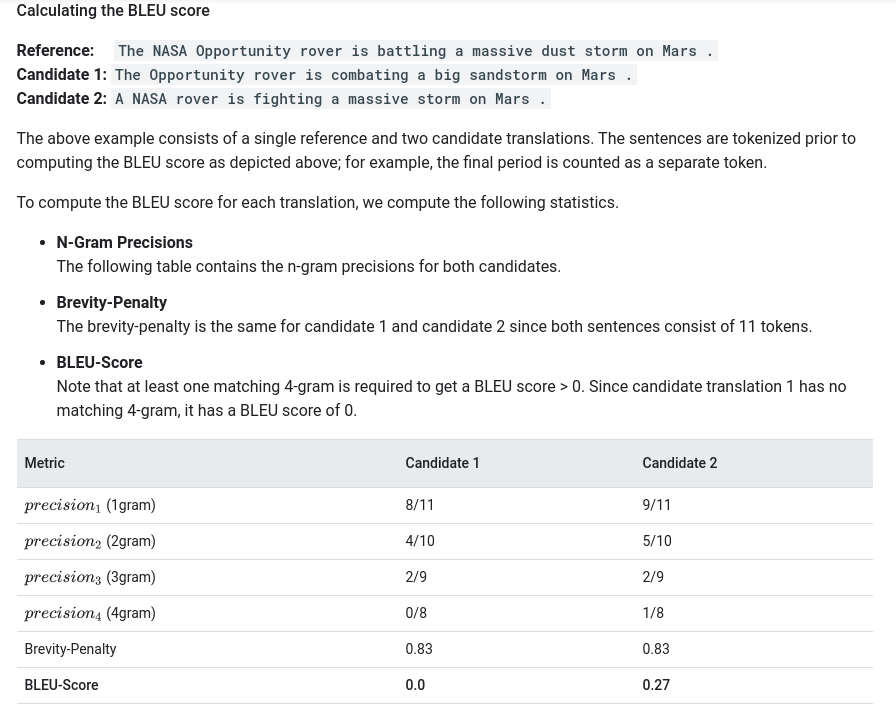 Calculating the BLEU score
Reference: The NASA Opportunity rover is battling a massive dust storm on Mars .
Candidate 1: The Opportunity rover is combating a big sandstorm on Mars .
Candidate 2: A NASA rover is fighting a massive storm on Mars .
The above example consists of a single reference and two candidate translations. The sentences are tokenized prior to
computing the BLEU score as depicted above; for example, the final period is counted as a separate token.
To compute the BLEU score for each translation, we compute the following statistics.
• N-Gram Precisions
The following table contains the n-gram precisions for both candidates.
• Brevity-Penalty
The brevity-penalty is the same for candidate 1 and candidate 2 since both sentences consist of 11 tokens.
• BLEU-Score
Note that at least one matching 4-gram is required to get a BLEU score > 0. Since candidate translation 1 has no
matching 4-gram, it has a BLEU score of 0.
Metric Candidate 1 Candidate 2
precision₁ (1gram) 8/11 9/11
precision₂ (2gram) 4/10 5/10
precision₃ (3gram) 2/9 2/9
precision₄ (4gram) 0/8 1/8
Brevity-Penalty 0.83 0.83
BLEU-Score 0.0 0.27